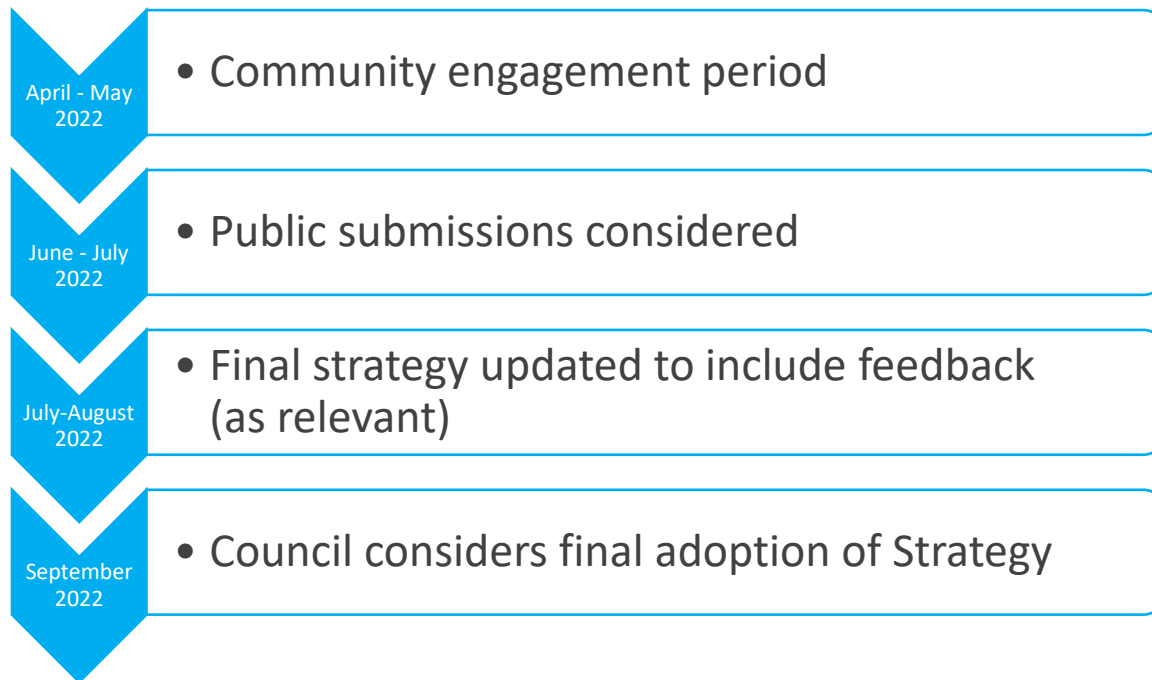 April - May
2022
• Community engagement period
June - July
2022
• Public submissions considered
July-August
2022
• Final strategy updated to include feedback
(as relevant)
September
2022
• Council considers final adoption of Strategy